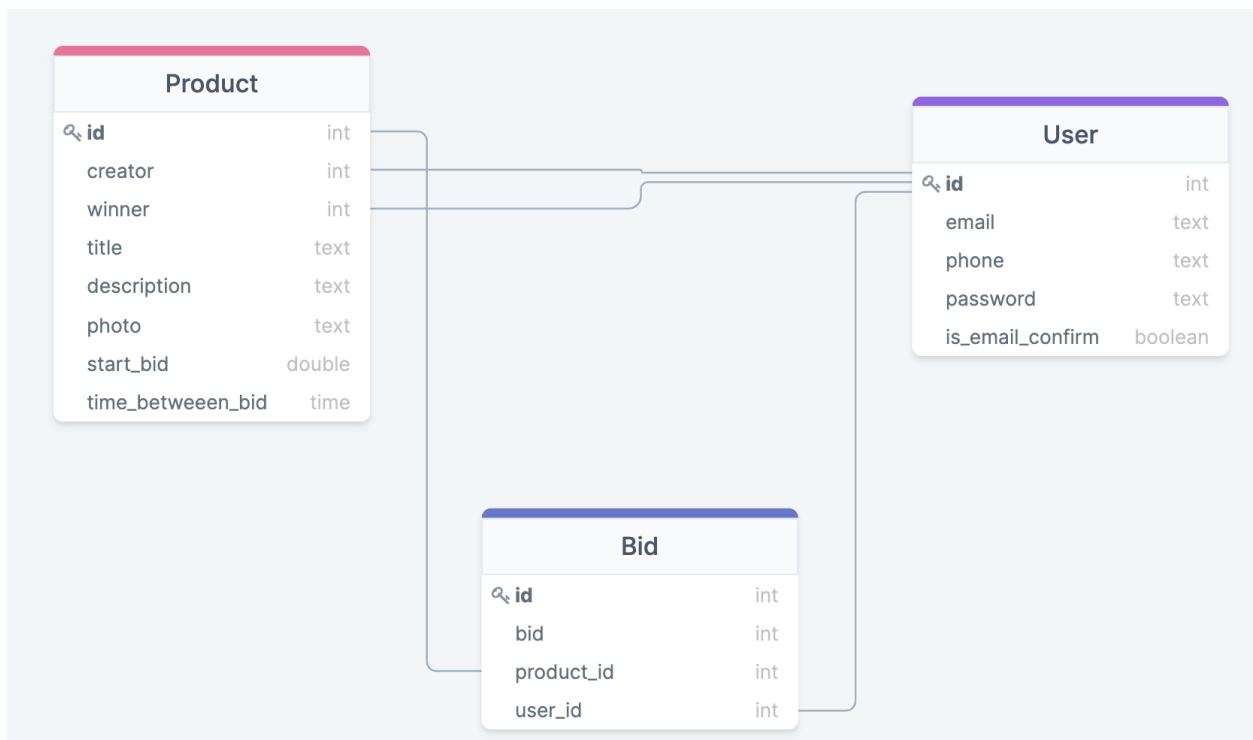 Product
id int
creator int
winner int
title text
description text
photo text
start_bid double
time_betweeen_bid time
User
id int
email text
phone text
password text
is_email_confirm boolean
Bid
id int
bid int
product_id int
user_id int